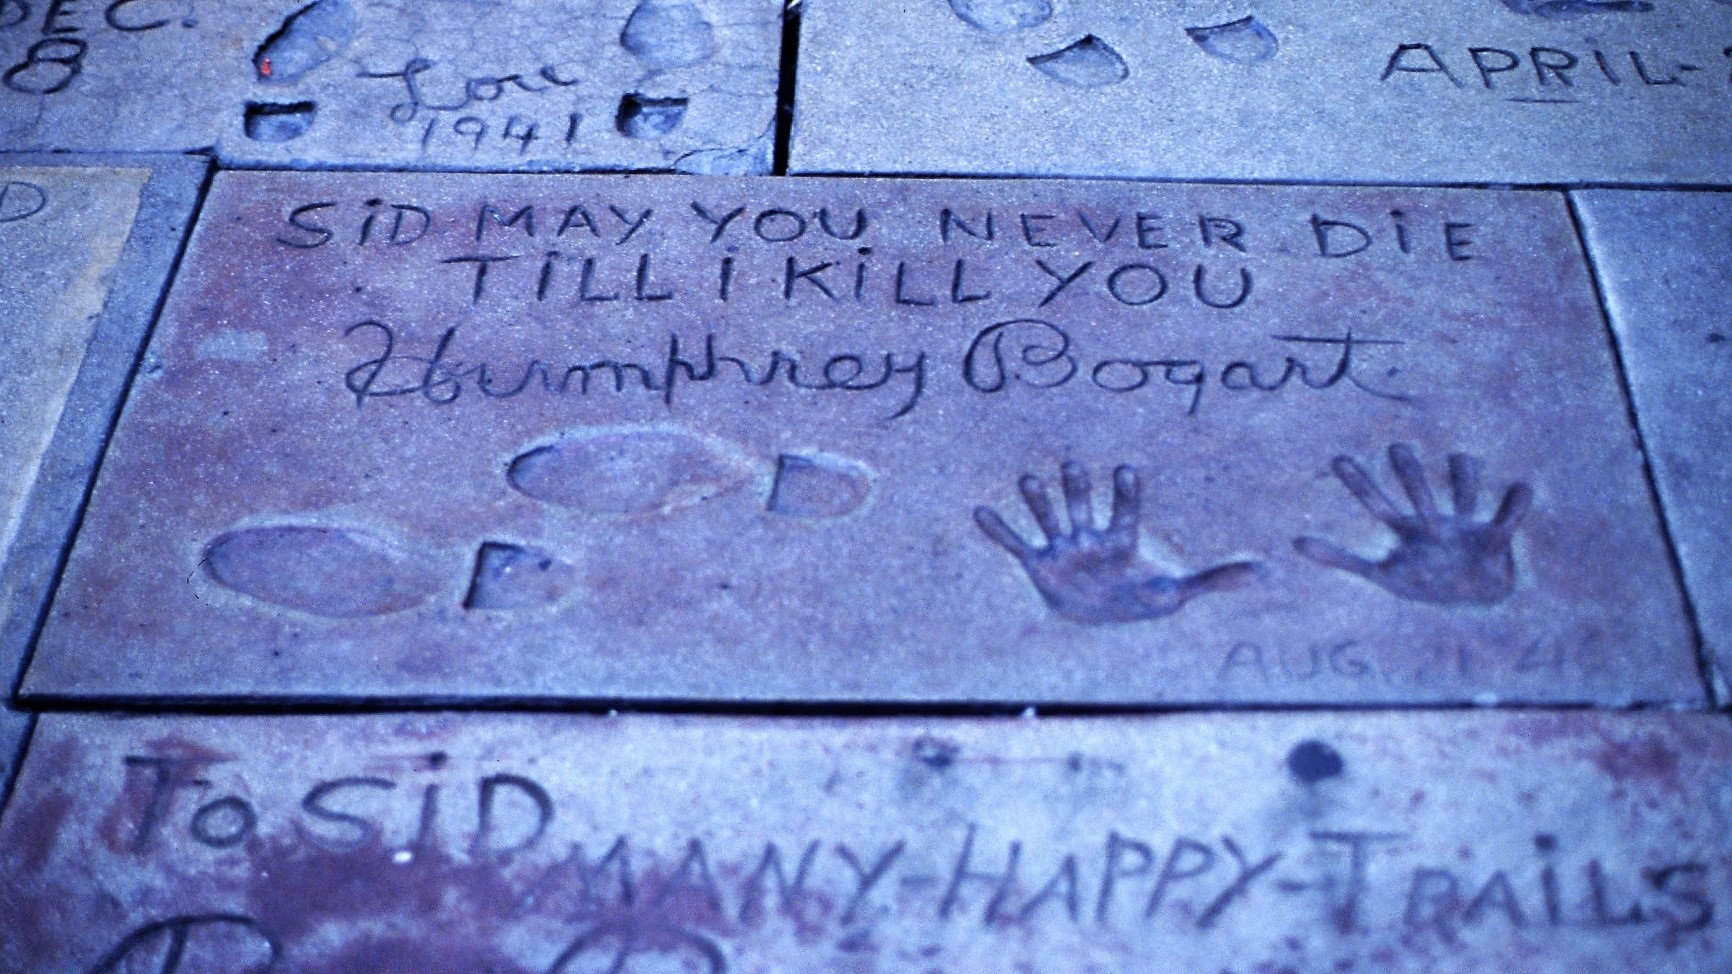 DEC.
8
Love
1941
APRIL-
SiD MAY YOU NEVER DiE
TiLL i KiLL YOU
Humphrey Bogart
AUG
To SiD
MANY-HAPPY-TRAiLS